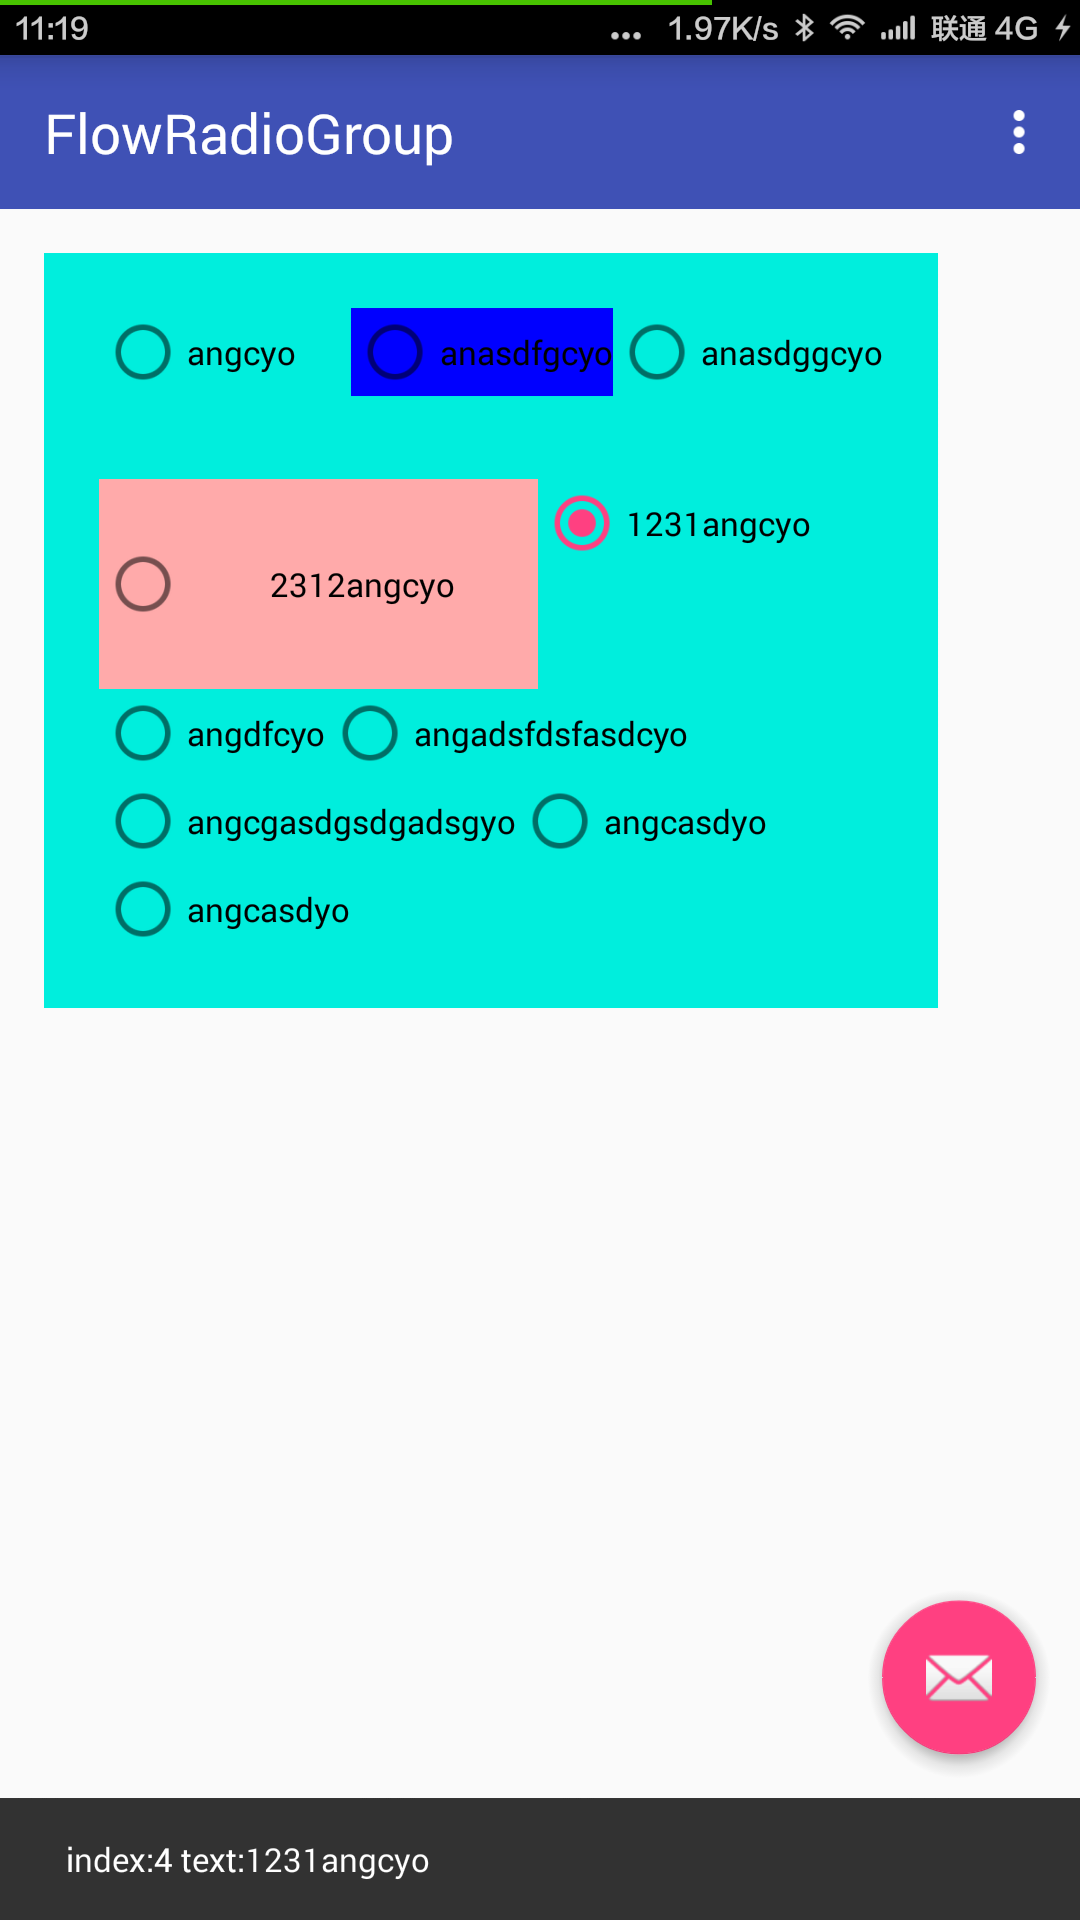 11:19 ... 1.97K/s 联通 4G
FlowRadioGroup
angcyo anasdfgcyo anasdggcyo
1231angcyo
2312angcyo
angdfcyo angadsfdsfasdcyo
angcgasdgsdgadsgyo angcasdyo
angcasdyo
index:4 text:1231angcyo